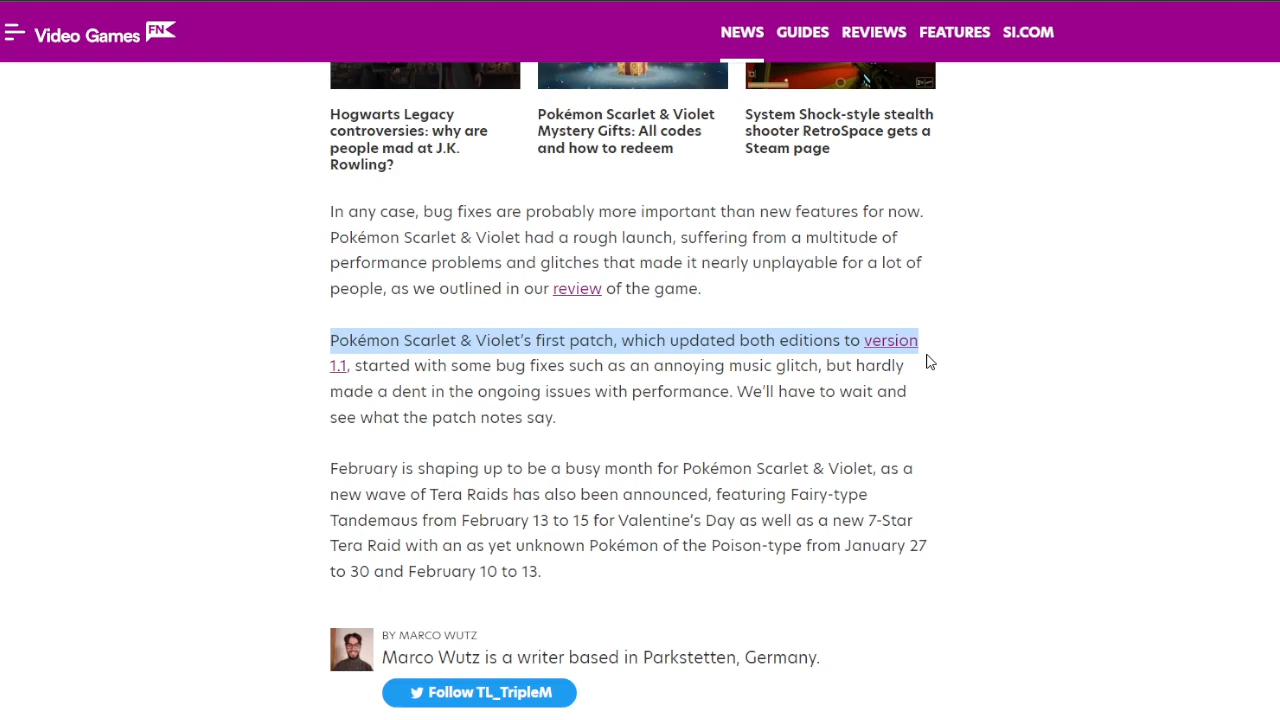 Video Games FN
NEWS GUIDES REVIEWS FEATURES SI.COM
Hogwarts Legacy
controversies: why are
people mad at J.K.
Rowling?
Pokémon Scarlet & Violet
Mystery Gifts: All codes
and how to redeem
System Shock-style stealth
shooter RetroSpace gets a
Steam page
In any case, bug fixes are probably more important than new features for now.
Pokémon Scarlet & Violet had a rough launch, suffering from a multitude of
performance problems and glitches that made it nearly unplayable for a lot of
people, as we outlined in our review of the game.
Pokémon Scarlet & Violet’s first patch, which updated both editions to version
1.1, started with some bug fixes such as an annoying music glitch, but hardly
made a dent in the ongoing issues with performance. We’ll have to wait and
see what the patch notes say.
February is shaping up to be a busy month for Pokémon Scarlet & Violet, as a
new wave of Tera Raids has also been announced, featuring Fairy-type
Tandemaus from February 13 to 15 for Valentine’s Day as well as a new 7-Star
Tera Raid with an as yet unknown Pokémon of the Poison-type from January 27
to 30 and February 10 to 13.
BY MARCO WUTZ
Marco Wutz is a writer based in Parkstetten, Germany.
Follow TL_TripleM